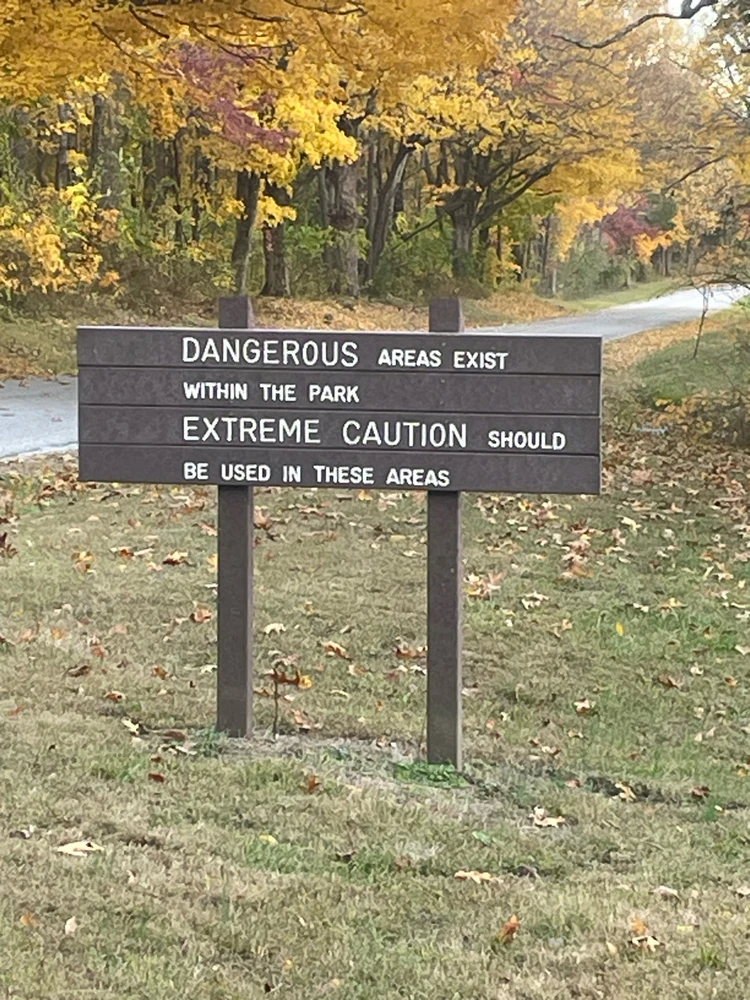 DANGEROUS AREAS EXIST
WITHIN THE PARK
EXTREME CAUTION SHOULD
BE USED IN THESE AREAS